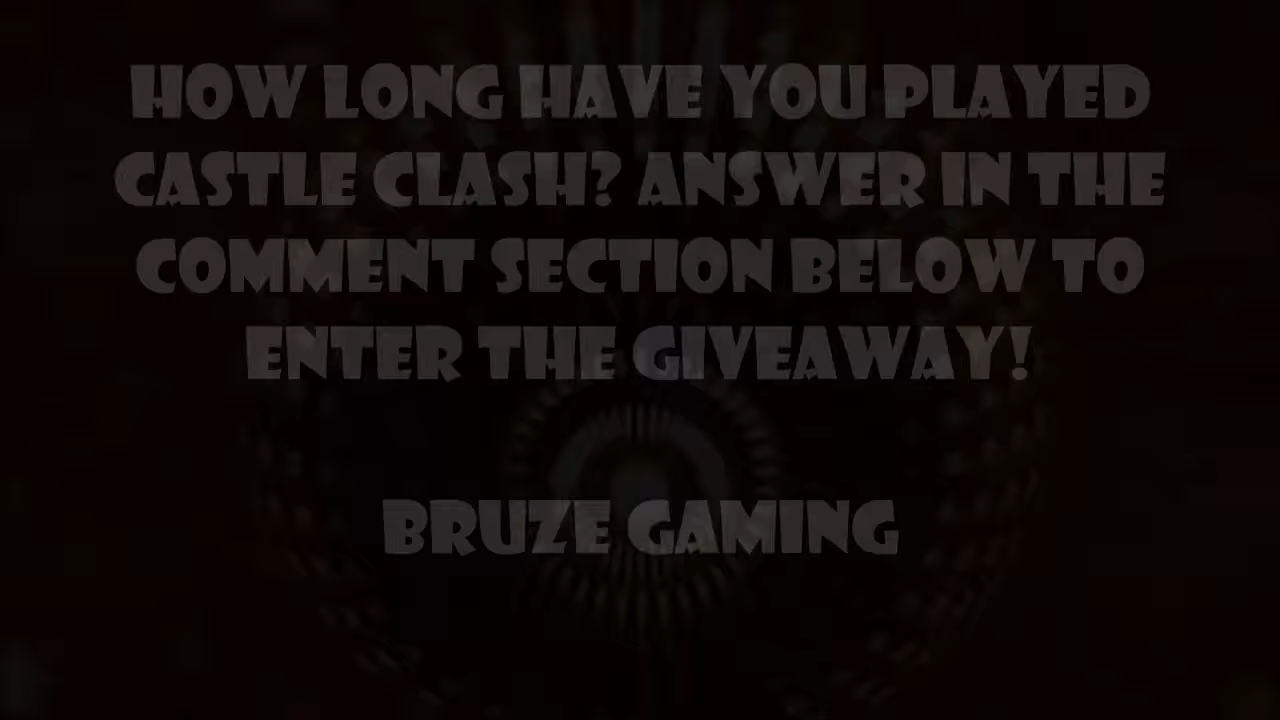 HOW LONG HAVE YOU PLAYED
CASTLE CLASH? ANSWER IN THE
COMMENT SECTION BELOW TO
ENTER THE GIVEAWAY!
BRUZE GAMING